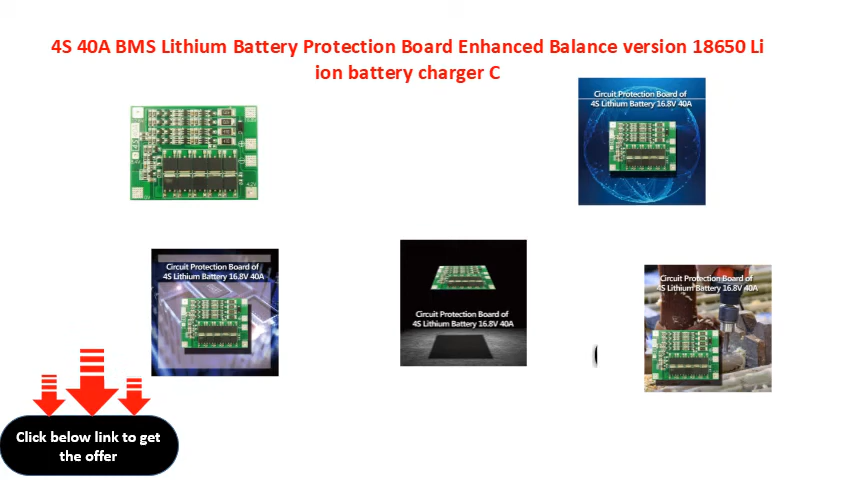 4S 40A BMS Lithium Battery Protection Board Enhanced Balance version 18650 Li
ion battery charger C
Circuit Protection Board of
4S Lithium Battery 16.8V 40A
Circuit Protection Board of
4S Lithium Battery 16.8V 40A
Circuit Protection Board of
4S Lithium Battery 16.8V 40A
Circuit Protection Board of
4S Lithium Battery 16.8V 40A
Click below link to get
the offer